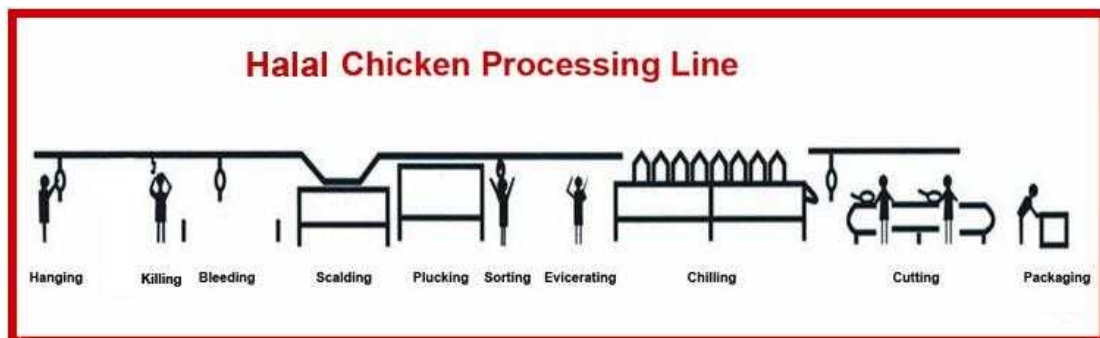 Halal Chicken Processing Line
Hanging Killing Bleeding Scalding Plucking Sorting Evicerating Chilling Cutting Packaging